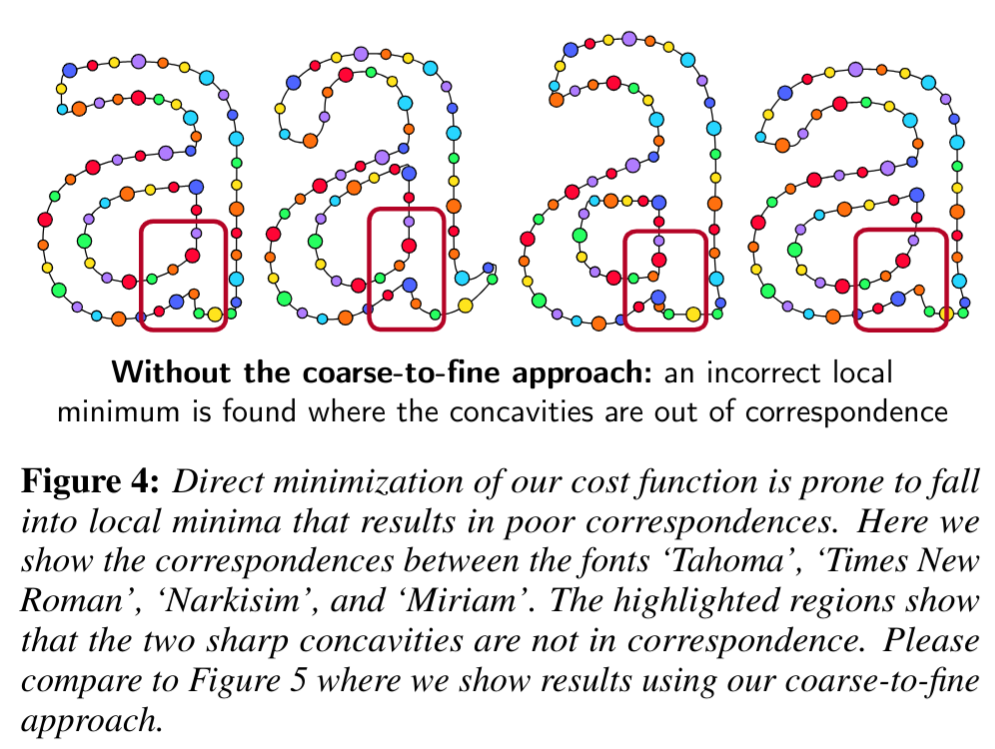 Without the coarse-to-fine approach: an incorrect local
minimum is found where the concavities are out of correspondence
Figure 4: Direct minimization of our cost function is prone to fall
into local minima that results in poor correspondences. Here we
show the correspondences between the fonts ‘Tahoma’, ‘Times New
Roman’, ‘Narkisim’, and ‘Miriam’. The highlighted regions show
that the two sharp concavities are not in correspondence. Please
compare to Figure 5 where we show results using our coarse-to-fine
approach.